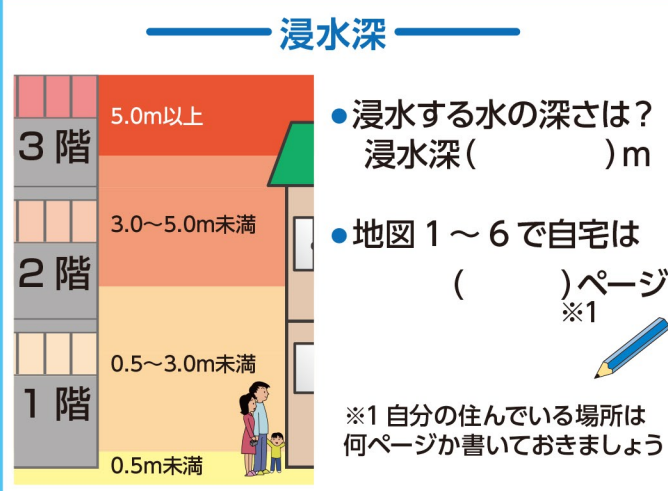 浸水深
5.0m以上
3階
3.0～5.0m未満
2階
0.5～3.0m未満
1階
0.5m未満
●浸水する水の深さは？
浸水深(　　　　)m
●地図1～6で自宅は
(　　　　)ページ
※1
※1 自分の住んでいる場所は
何ページか書いておきましょう